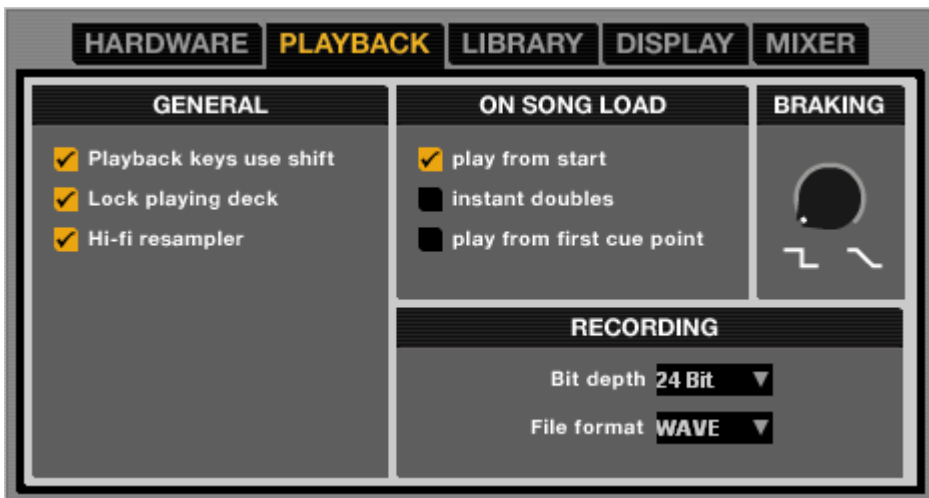 HARDWARE PLAYBACK LIBRARY DISPLAY MIXER
GENERAL
Playback keys use shift
Lock playing deck
Hi-fi resampler
ON SONG LOAD
play from start
instant doubles
play from first cue point
BRAKING
RECORDING
Bit depth 24 Bit
File format WAVE